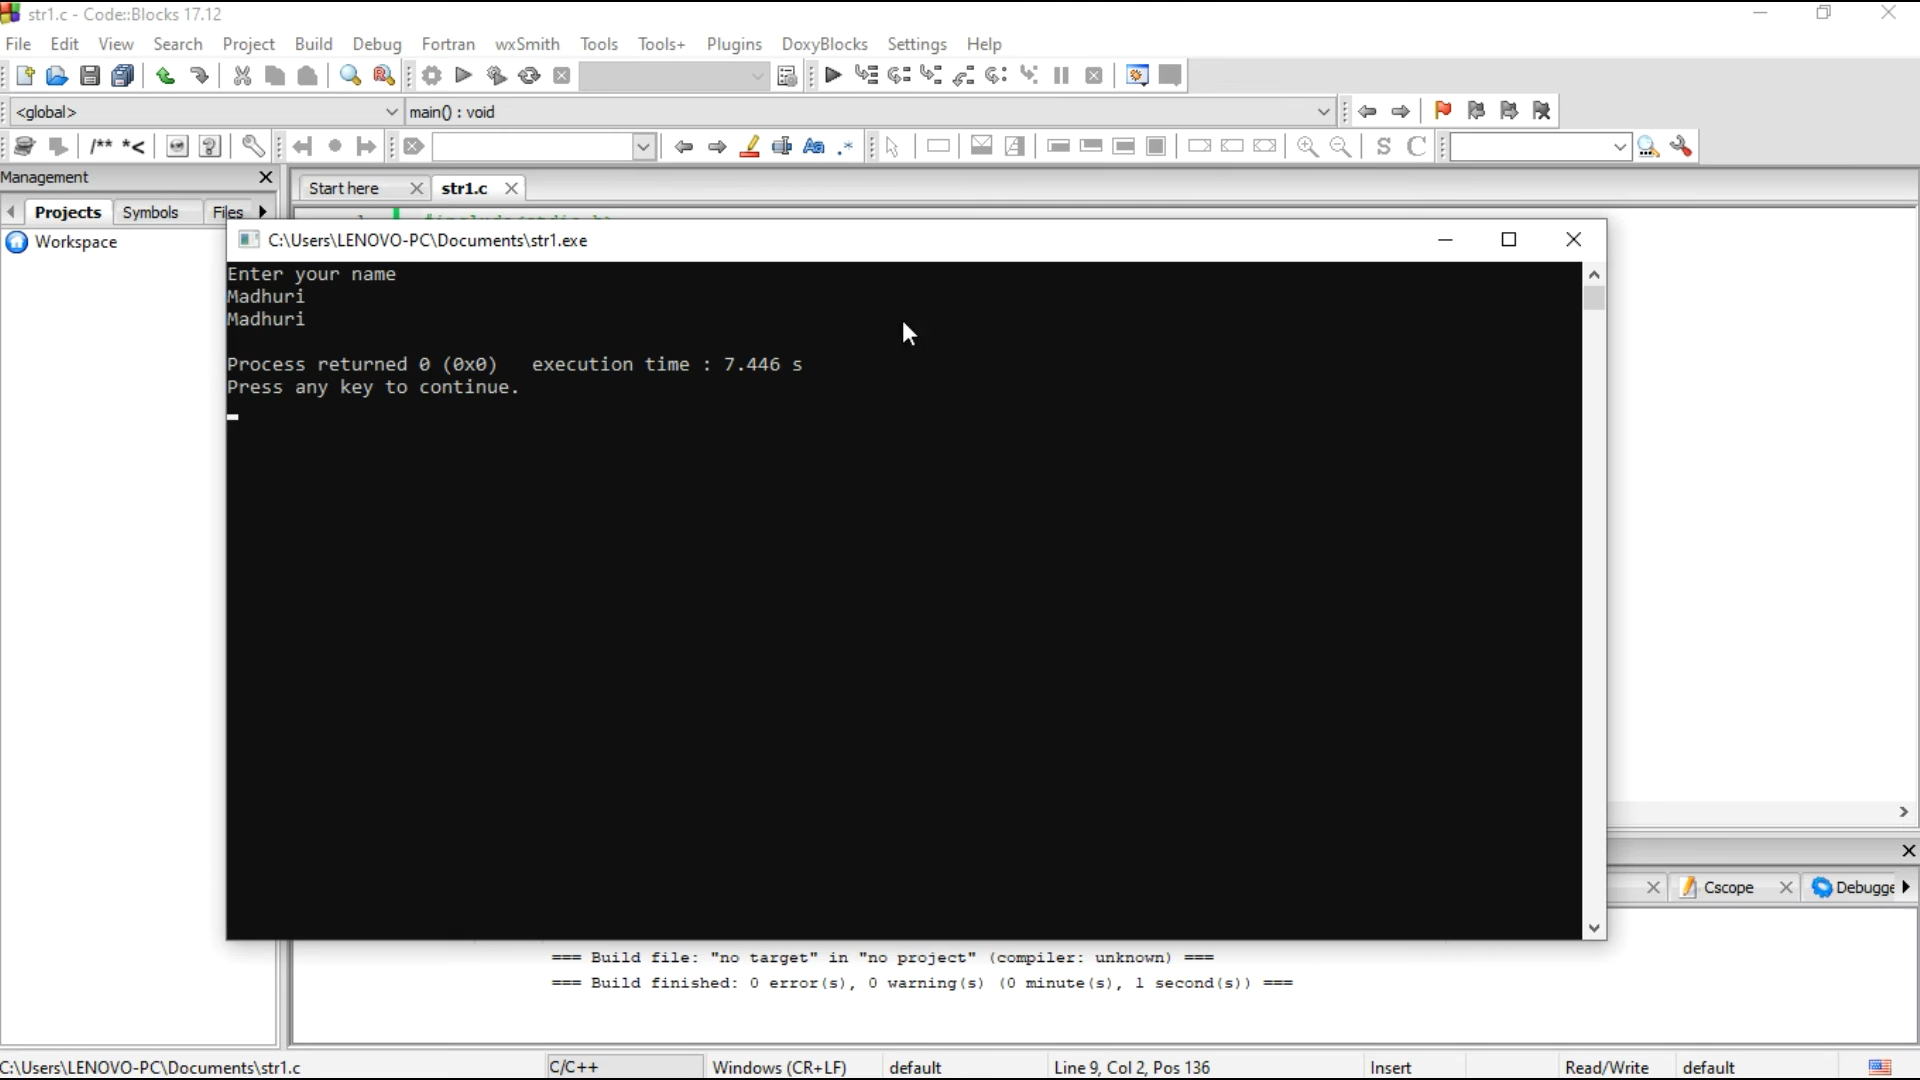 str1.c - Code::Blocks 17.12
File Edit View Search Project Build Debug Fortran wxSmith Tools Tools+ Plugins DoxyBlocks Settings Help
<global> main() : void
/** *<
Management
Start here str1.c
Projects Symbols Files
Workspace
C:\Users\LENOVO-PC\Documents\str1.exe
Enter your name
Madhuri
Madhuri
Process returned 0 (0x0) execution time : 7.446 s
Press any key to continue.
Cscope Debugge
=== Build file: "no target" in "no project" (compiler: unknown) ===
=== Build finished: 0 error(s), 0 warning(s) (0 minute(s), 1 second(s)) ===
C:\Users\LENOVO-PC\Documents\str1.c C/C++ Windows (CR+LF) default Line 9, Col 2, Pos 136 Insert Read/Write default